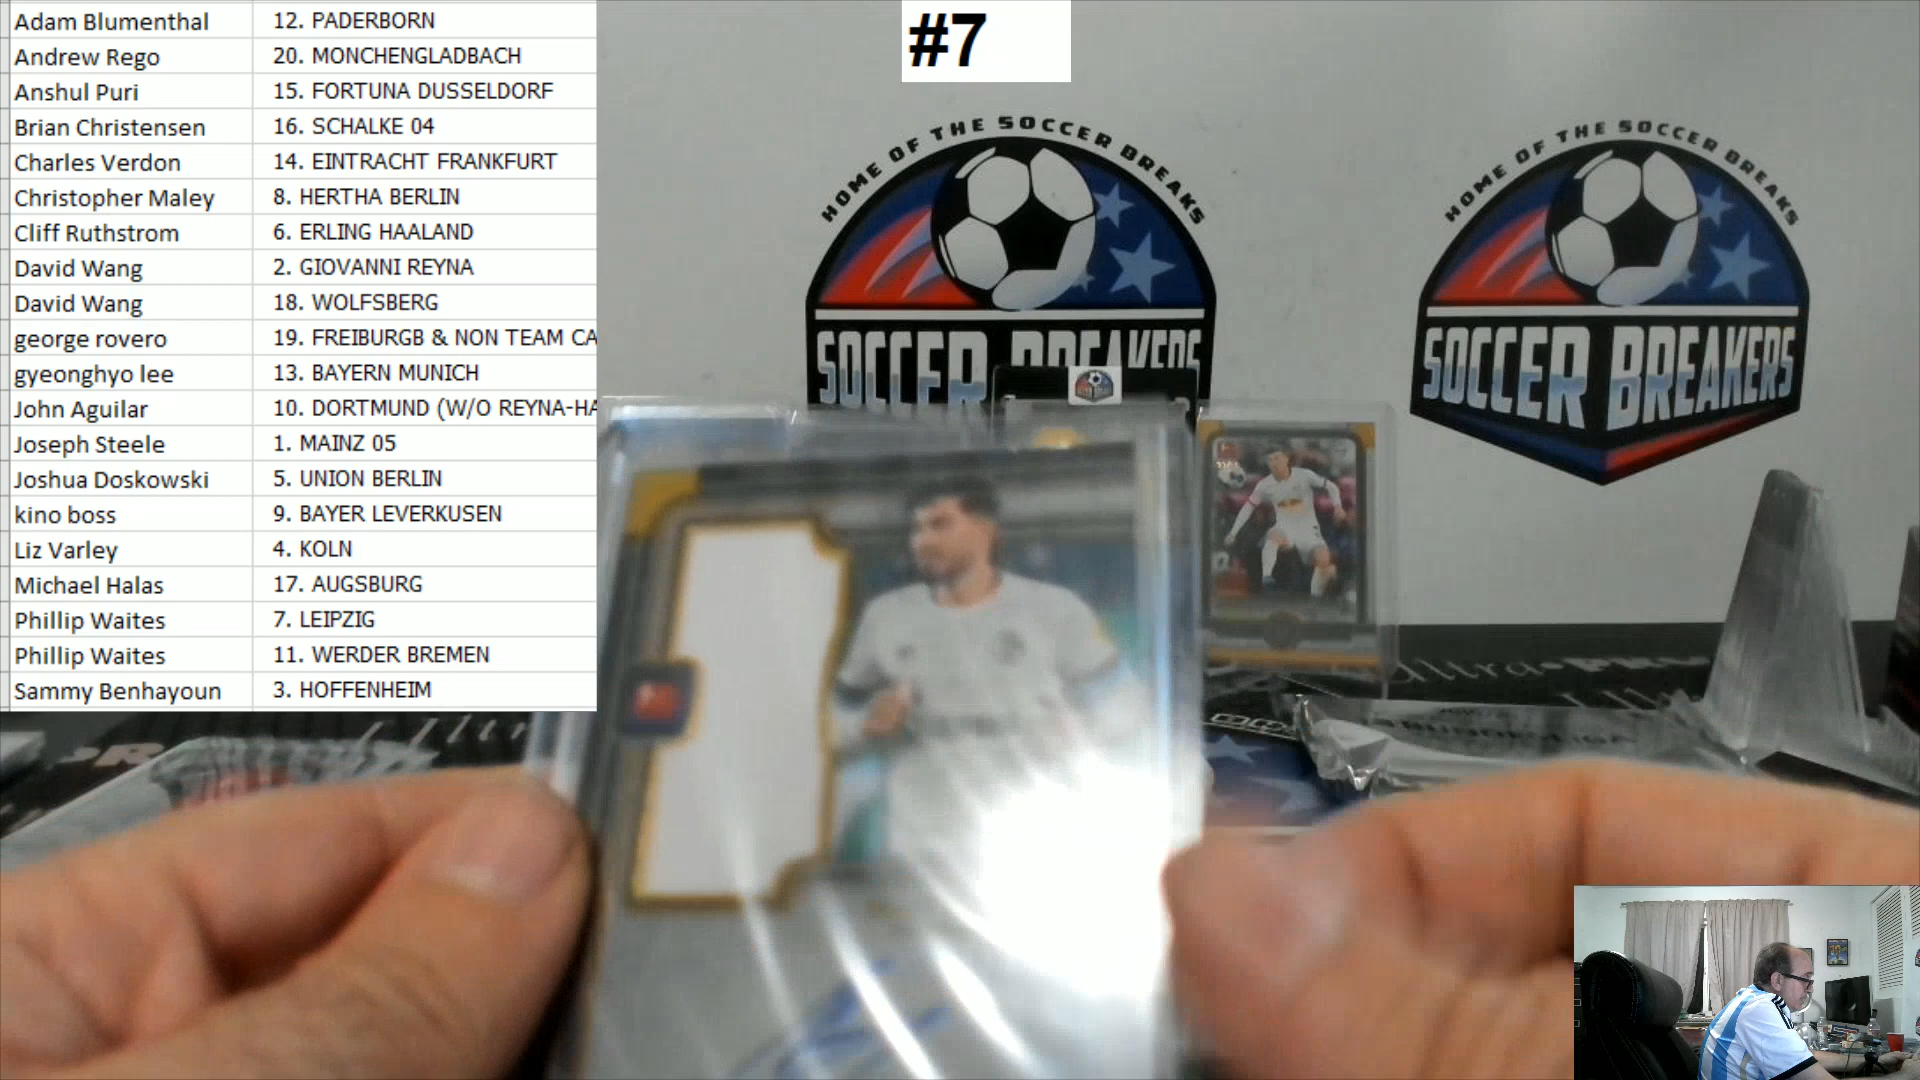 Adam Blumenthal 12. PADERBORN
Andrew Rego 20. MONCHENGLADBACH
Anshul Puri 15. FORTUNA DUSSELDORF
Brian Christensen 16. SCHALKE 04
Charles Verdon 14. EINTRACHT FRANKFURT
Christopher Maley 8. HERTHA BERLIN
Cliff Ruthstrom 6. ERLING HAALAND
David Wang 2. GIOVANNI REYNA
David Wang 18. WOLFSBERG
george rovero 19. FREIBURGB & NON TEAM CA
gyeonghyo lee 13. BAYERN MUNICH
John Aguilar 10. DORTMUND (W/O REYNA-HA
Joseph Steele 1. MAINZ 05
Joshua Doskowski 5. UNION BERLIN
kino boss 9. BAYER LEVERKUSEN
Liz Varley 4. KOLN
Michael Halas 17. AUGSBURG
Phillip Waites 7. LEIPZIG
Phillip Waites 11. WERDER BREMEN
Sammy Benhayoun 3. HOFFENHEIM
#7
HOME OF THE SOCCER BREAKS
SOCCER BREAKERS
HOME OF THE SOCCER BREAKS
SOCCER BREAKERS